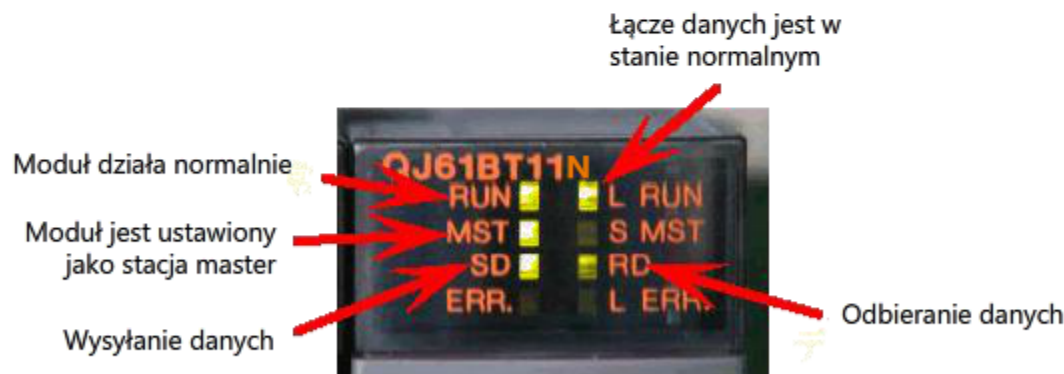 Łącze danych jest w
stanie normalnym
Moduł działa normalnie
QJ61BT11N
RUN L RUN
Moduł jest ustawiony
jako stacja master
MST S MST
SD RD
ERR. L ERR.
Wysyłanie danych
Odbieranie danych